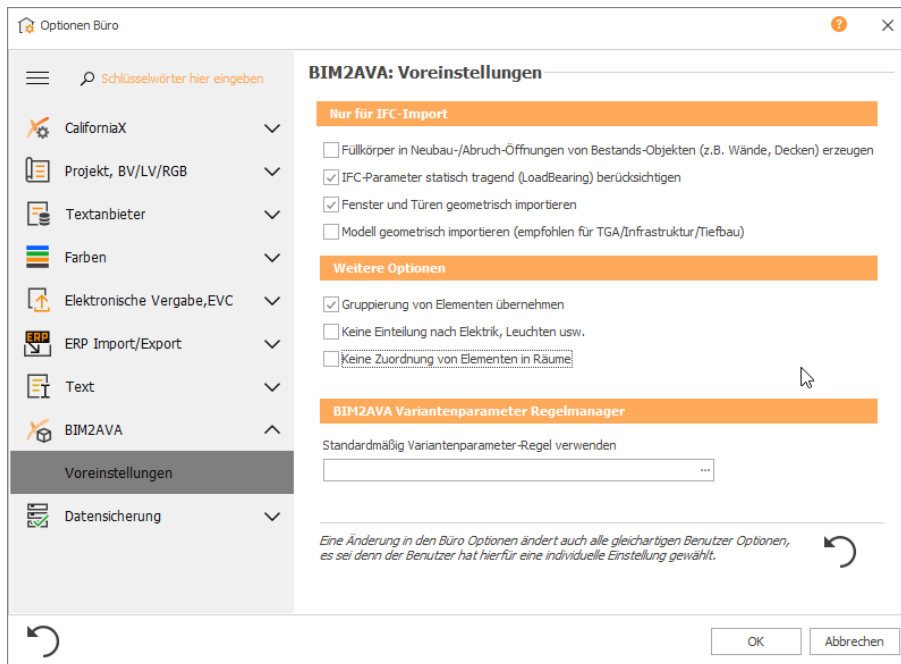 Optionen Büro
?
Schlüsselwörter hier eingeben
CaliforniaX
Projekt, BV/LV/RGB
Textanbieter
Farben
Elektronische Vergabe,EVC
ERP
ERP Import/Export
Text
BIM2AVA
Voreinstellungen
Datensicherung
BIM2AVA: Voreinstellungen
Nur für IFC-Import
Füllkörper in Neubau-/Abruch-Öffnungen von Bestands-Objekten (z.B. Wände, Decken) erzeugen
IFC-Parameter statisch tragend (LoadBearing) berücksichtigen
Fenster und Türen geometrisch importieren
Modell geometrisch importieren (empfohlen für TGA/Infrastruktur/Tiefbau)
Weitere Optionen
Gruppierung von Elementen übernehmen
Keine Einteilung nach Elektrik, Leuchten usw.
Keine Zuordnung von Elementen in Räume
BIM2AVA Variantenparameter Regelmanager
Standardmäßig Variantenparameter-Regel verwenden
...
Eine Änderung in den Büro Optionen ändert auch alle gleichartigen Benutzer Optionen,
es sei denn der Benutzer hat hierfür eine individuelle Einstellung gewählt.
OK
Abbrechen